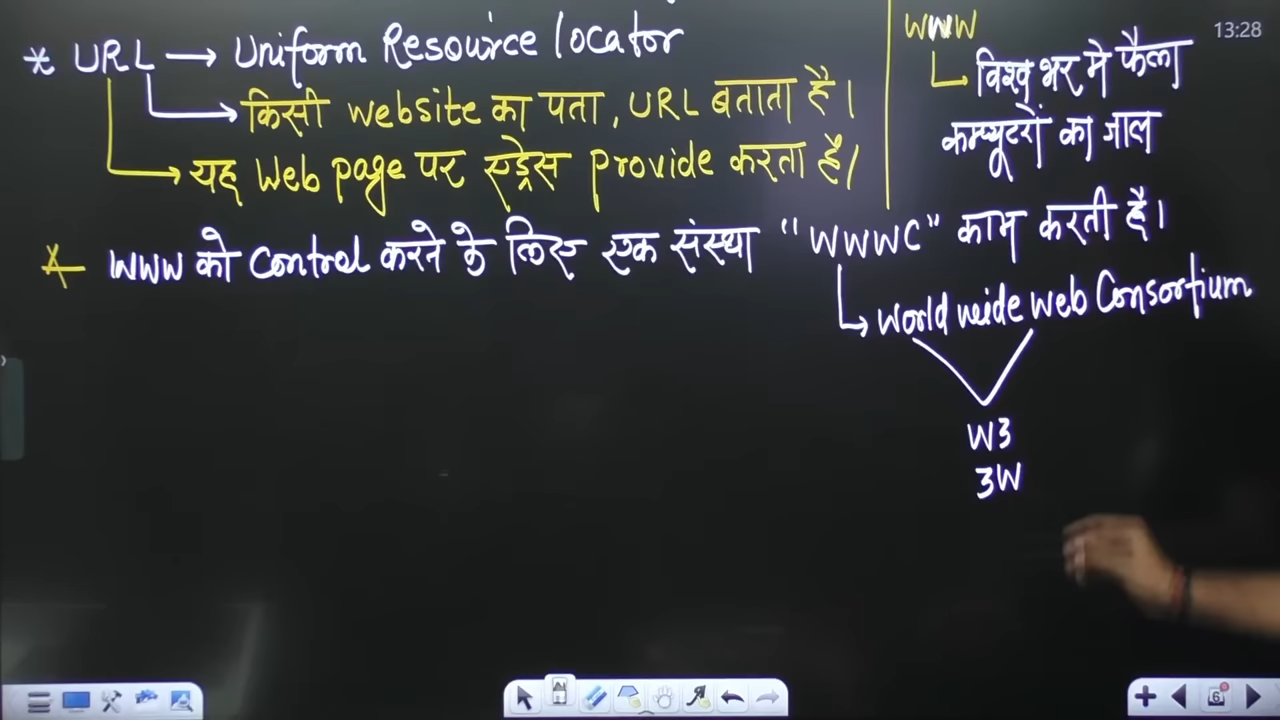 * URL → Uniform Resource locator
किसी website का पता, URL बताता है।
यह Web page पर एड्रेस provide करता है।
WWW
विश्व भर मे फैला
कम्प्यूटरों का जाल
13:28
* WWW को Control करने के लिए एक संस्था "WWWC" काम करती है।
World wide web Consortium
W3
3W
6